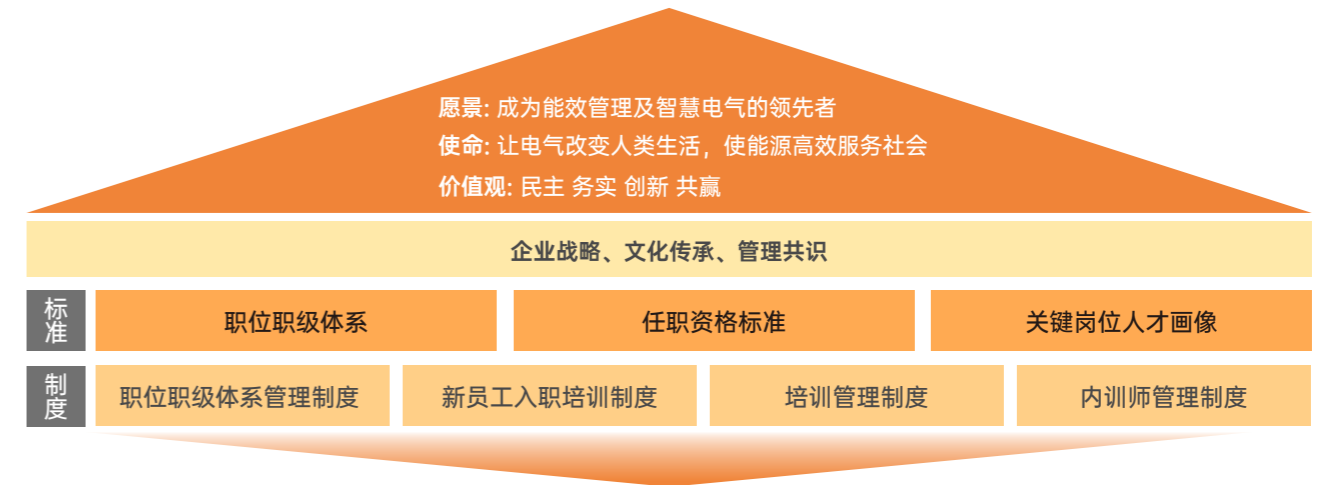 愿景: 成为能效管理及智慧电气的领先者
使命: 让电气改变人类生活，使能源高效服务社会
价值观: 民主 务实 创新 共赢
企业战略、文化传承、管理共识
标准
职位职级体系
任职资格标准
关键岗位人才画像
制度
职位职级体系管理制度
新员工入职培训制度
培训管理制度
内训师管理制度